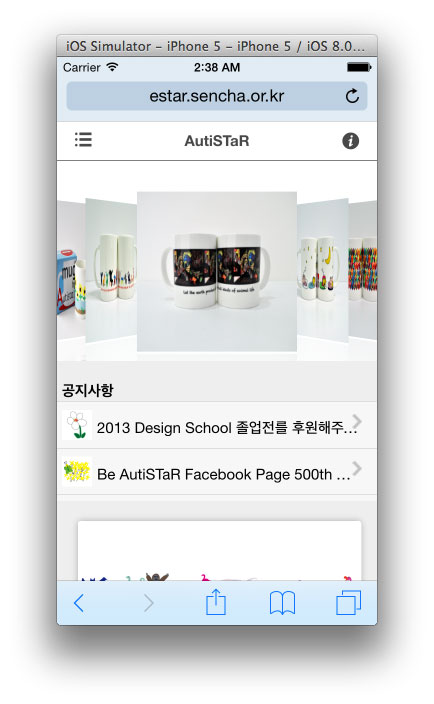 iOS Simulator – iPhone 5 – iPhone 5 / iOS 8.0...
Carrier 2:38 AM
estar.sencha.or.kr
AutiSTaR
공지사항
2013 Design School 졸업전를 후원해주...
Be AutiSTaR Facebook Page 500th ...